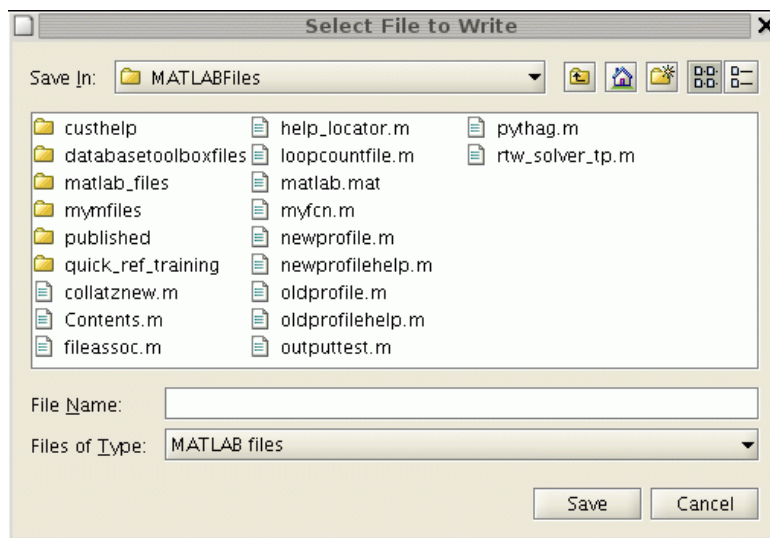 Select File to Write
Save In: MATLABFiles
custhelp help_locator.m pythag.m
databasetoolboxfiles loopcountfile.m rtw_solver_tp.m
matlab_files matlab.mat
mymfiles myfcn.m
published newprofile.m
quick_ref_training newprofilehelp.m
collatznew.m oldprofile.m
Contents.m oldprofilehelp.m
fileassoc.m outputtest.m
File Name:
Files of Type: MATLAB files
Save Cancel